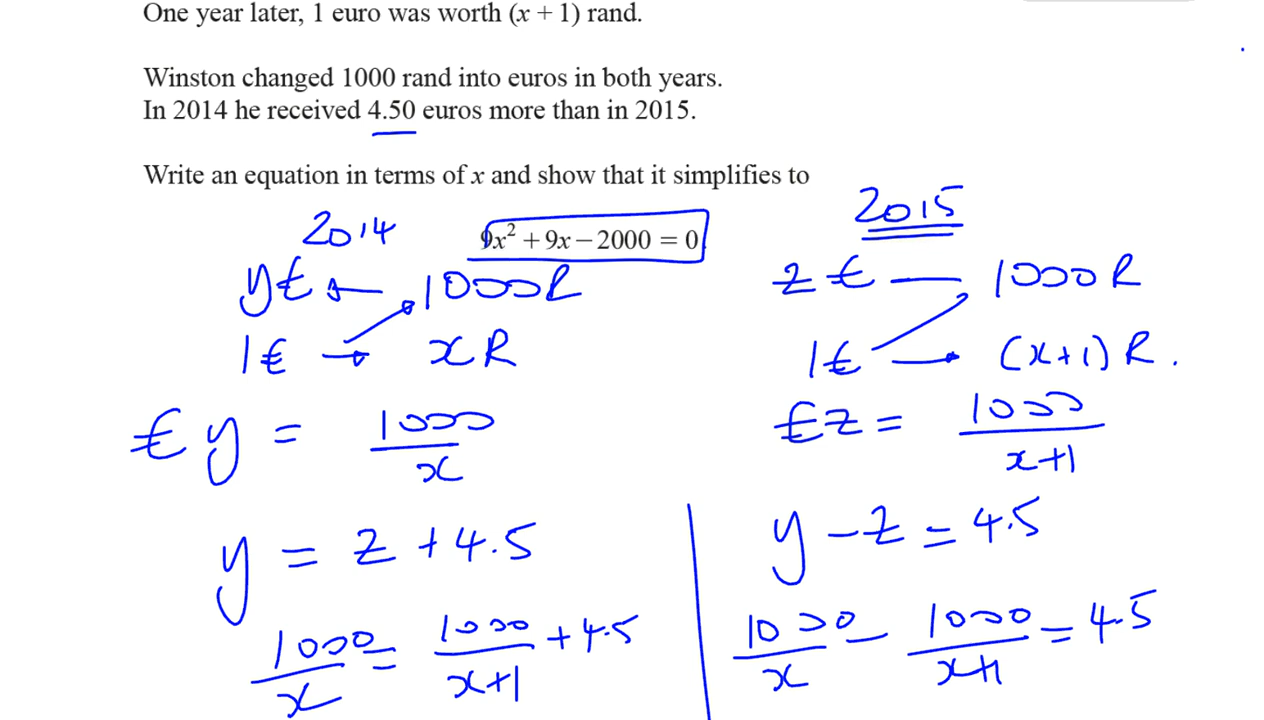 One year later, 1 euro was worth (x + 1) rand.
Winston changed 1000 rand into euros in both years.
In 2014 he received 4.50 euros more than in 2015.
Write an equation in terms of x and show that it simplifies to
2014
9x² + 9x − 2000 = 0
2015
y€ ← 1000R
z€ — 1000R
1€ → xR
1€ → (x+1) R.
€y = 1000/x
€z = 1000/(x+1)
y = z + 4.5
y − z = 4.5
1000/x = 1000/(x+1) + 4.5
1000/x − 1000/(x+1) = 4.5